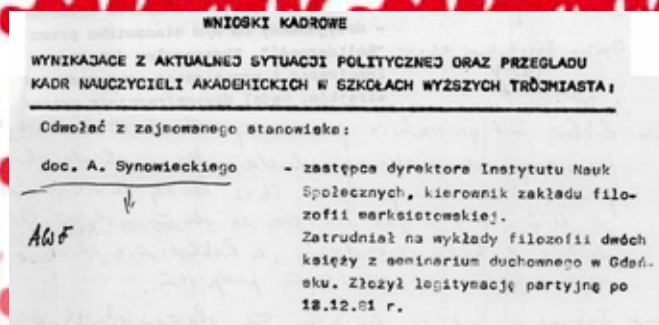 WNIOSKI KADROWE
WYNIKAJĄCE Z AKTUALNEJ SYTUACJI POLITYCZNEJ ORAZ PRZEGLĄDU
KADR NAUCZYCIELI AKADEMICKICH W SZKOŁACH WYŻSZYCH TRÓJMIASTA:
Odwołać z zajmowanego stanowiska:
doc. A. Synowieckiego - zastępca dyrektora Instytutu Nauk
Społecznych, kierownik zakładu filo-
zofii marksistowskiej.
AWF
Zatrudniał na wykłady filozofii dwóch
księży z seminarium duchownego w Gdań-
sku. Złożył legitymację partyjną po
18.12.81 r.